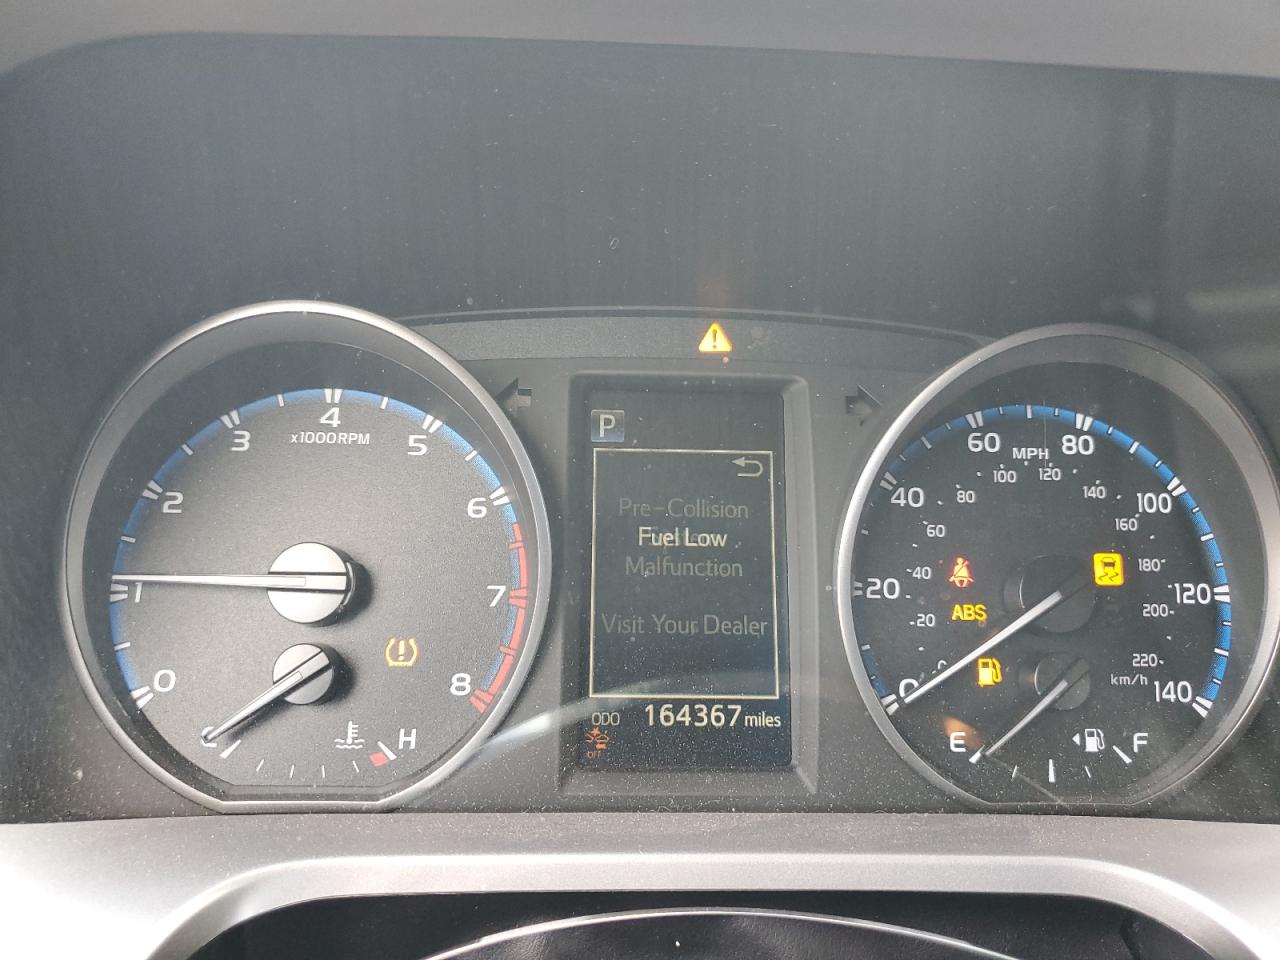 4
3
5
x1000RPM
2
6
1
7
0
8
C
H
P
Pre-Collision
Fuel Low
Malfunction
Visit Your Dealer
ODO 164367 miles
OFF
60 MPH 80
100 120
40 80 140 100
60 160
40 180
20 120
ABS 200
20
0 220
km/h
0 140
E F